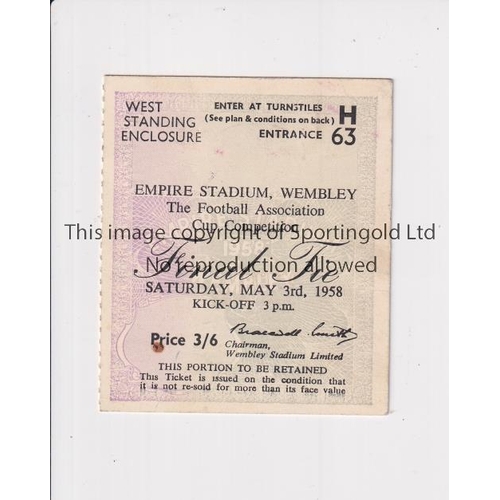 WEST
STANDING
ENCLOSURE
ENTER AT TURNSTILES
(See plan & conditions on back)
ENTRANCE
H
63
EMPIRE STADIUM, WEMBLEY
The Football Association
Cup Competition
This image copyright of Sportingold Ltd
Final Tie
No reproduction allowed
SATURDAY, MAY 3rd, 1958
KICK-OFF 3 p.m.
Price 3/6
Bracewell Smith
Chairman,
Wembley Stadium Limited
THIS PORTION TO BE RETAINED
This Ticket is issued on the condition that
it is not re-sold for more than its face value